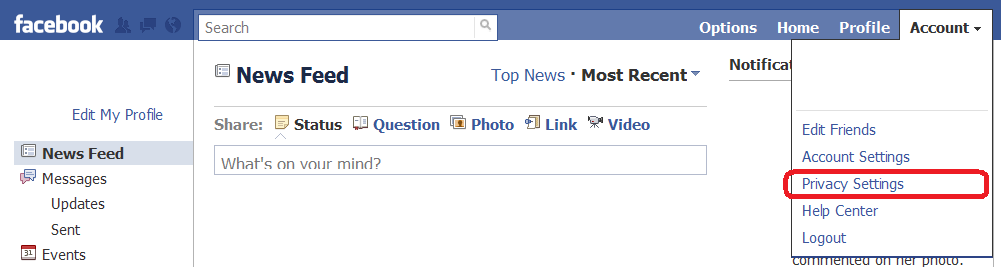 facebook Search Options Home Profile Account
News Feed Top News · Most Recent Notificat
Edit My Profile
Share: Status Question Photo Link Video
What's on your mind?
News Feed
Messages
Updates
Sent
Events
Edit Friends
Account Settings
Privacy Settings
Help Center
Logout
commented on her photo.